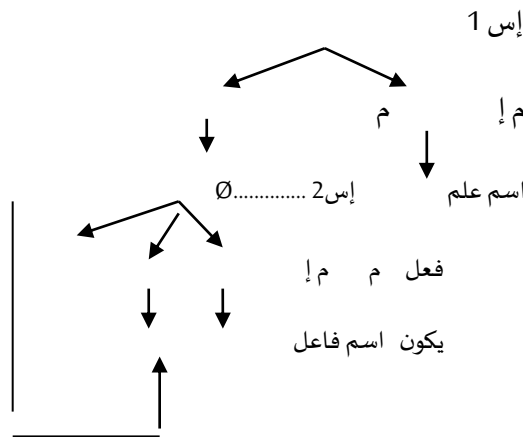 إس 1
م إ م
اسم علم إس2 ..............Ø
فعل م م إ
يكون اسم فاعل